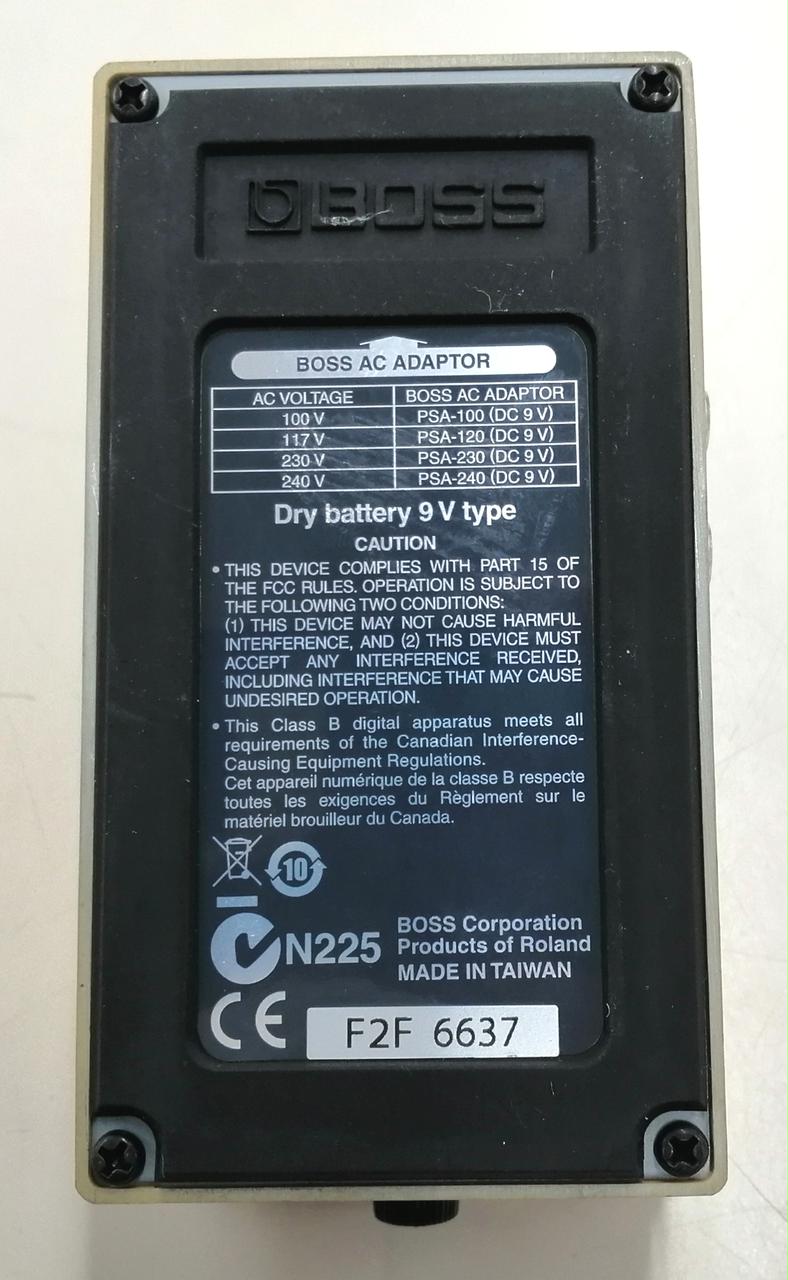 BOSS
BOSS AC ADAPTOR
AC VOLTAGE BOSS AC ADAPTOR
100 V PSA-100 (DC 9 V)
117 V PSA-120 (DC 9 V)
230 V PSA-230 (DC 9 V)
240 V PSA-240 (DC 9 V)
Dry battery 9 V type
CAUTION
• THIS DEVICE COMPLIES WITH PART 15 OF
THE FCC RULES. OPERATION IS SUBJECT TO
THE FOLLOWING TWO CONDITIONS:
(1) THIS DEVICE MAY NOT CAUSE HARMFUL
INTERFERENCE, AND (2) THIS DEVICE MUST
ACCEPT ANY INTERFERENCE RECEIVED,
INCLUDING INTERFERENCE THAT MAY CAUSE
UNDESIRED OPERATION.
• This Class B digital apparatus meets all
requirements of the Canadian Interference-
Causing Equipment Regulations.
Cet appareil numérique de la classe B respecte
toutes les exigences du Règlement sur le
matériel brouilleur du Canada.
10
N225
BOSS Corporation
Products of Roland
MADE IN TAIWAN
CE
F2F 6637